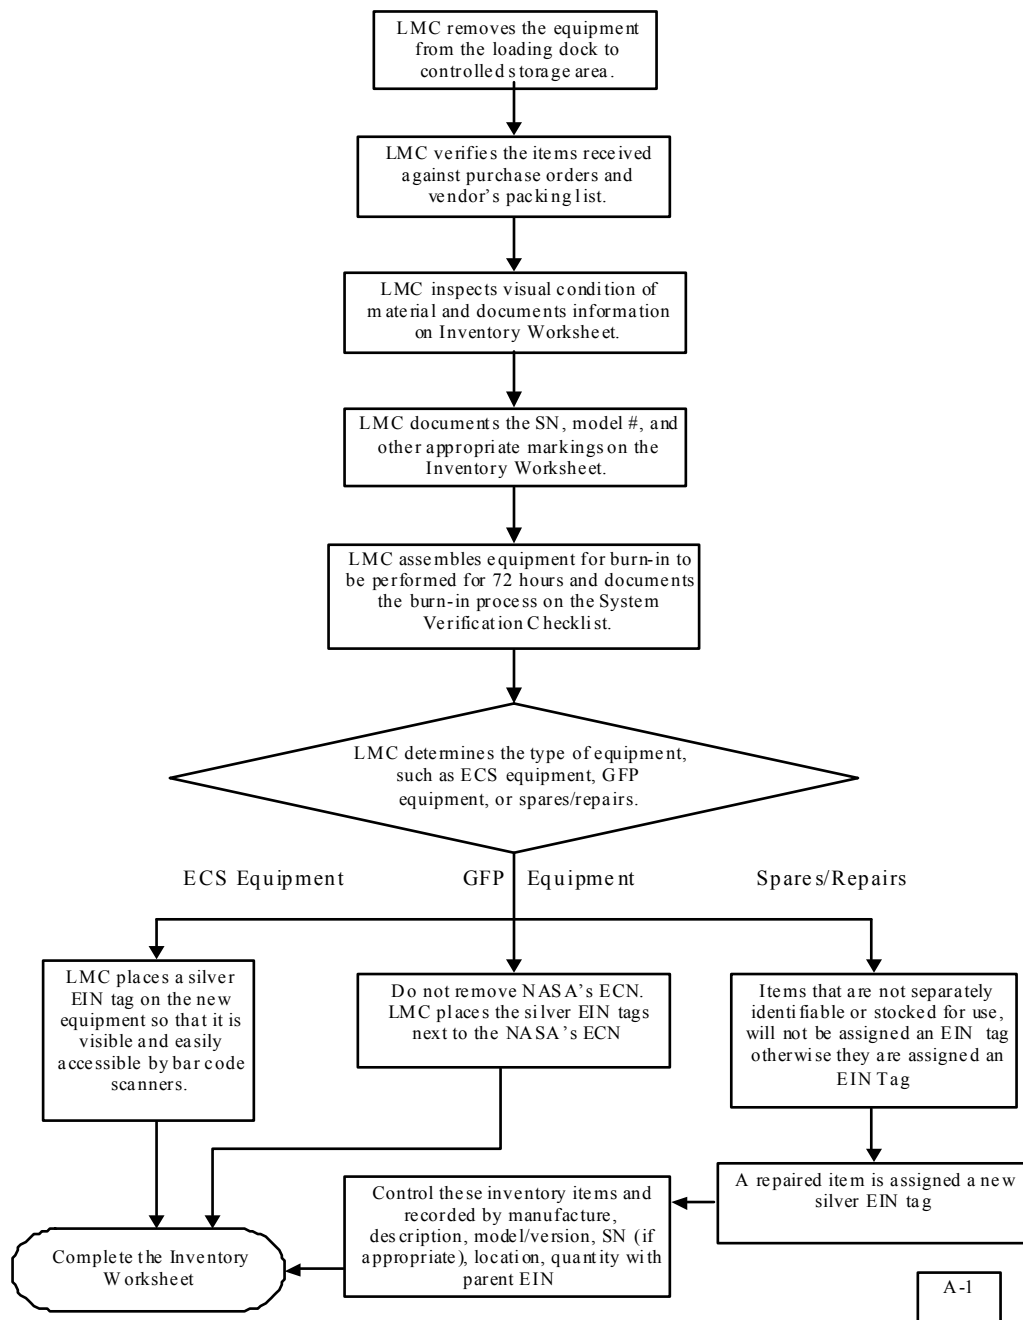 LMC removes the equipment
from the loading dock to
controlled storage area.
LMC verifies the items received
against purchase orders and
vendor's packing list.
LMC inspects visual condition of
material and documents information
on Inventory Worksheet.
LMC documents the SN, model #, and
other appropriate markings on the
Inventory Worksheet.
LMC assembles equipment for burn-in to
be performed for 72 hours and documents
the burn-in process on the System
Verification Checklist.
LMC determines the type of equipment,
such as ECS equipment, GFP
equipment, or spares/repairs.
ECS Equipment
GFP Equipment
Spares/Repairs
LMC places a silver
EIN tag on the new
equipment so that it is
visible and easily
accessible by bar code
scanners.
Do not remove NASA's ECN.
LMC places the silver EIN tags
next to the NASA's ECN
Items that are not separately
identifiable or stocked for use,
will not be assigned an EIN tag
otherwise they are assigned an
EIN Tag
A repaired item is assigned a new
silver EIN tag
Control these inventory items and
recorded by manufacture,
description, model/version, SN (if
appropriate), location, quantity with
parent EIN
Complete the Inventory
Worksheet
A-1